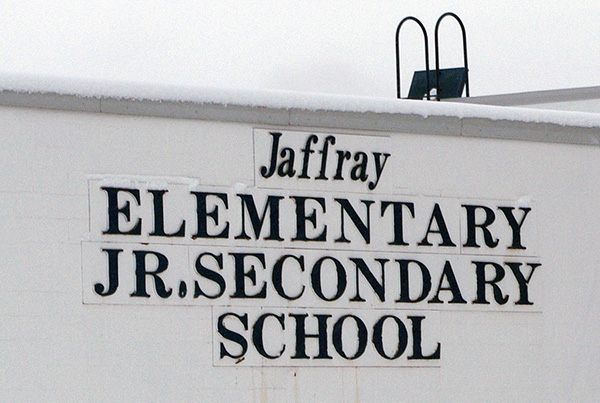 Jaffray
ELEMENTARY
JR. SECONDARY
SCHOOL